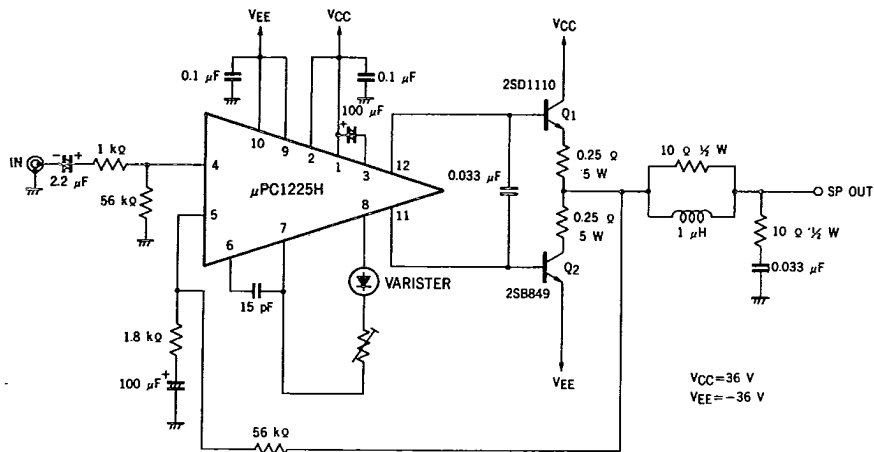 VEE
VCC
0.1 μF
0.1 μF
100 μF
+
10
9
2
1
3
12
IN
- +
2.2 μF
1 kΩ
56 kΩ
4
5
μPC1225H
6
7
8
11
15 pF
VARISTER
0.033 μF
VCC
2SD1110
Q1
0.25 Ω
5 W
0.25 Ω
5 W
Q2
2SB849
VEE
10 Ω ½ W
1 μH
SP OUT
10 Ω ½ W
0.033 μF
1.8 kΩ
100 μF +
56 kΩ
VCC=36 V
VEE=-36 V